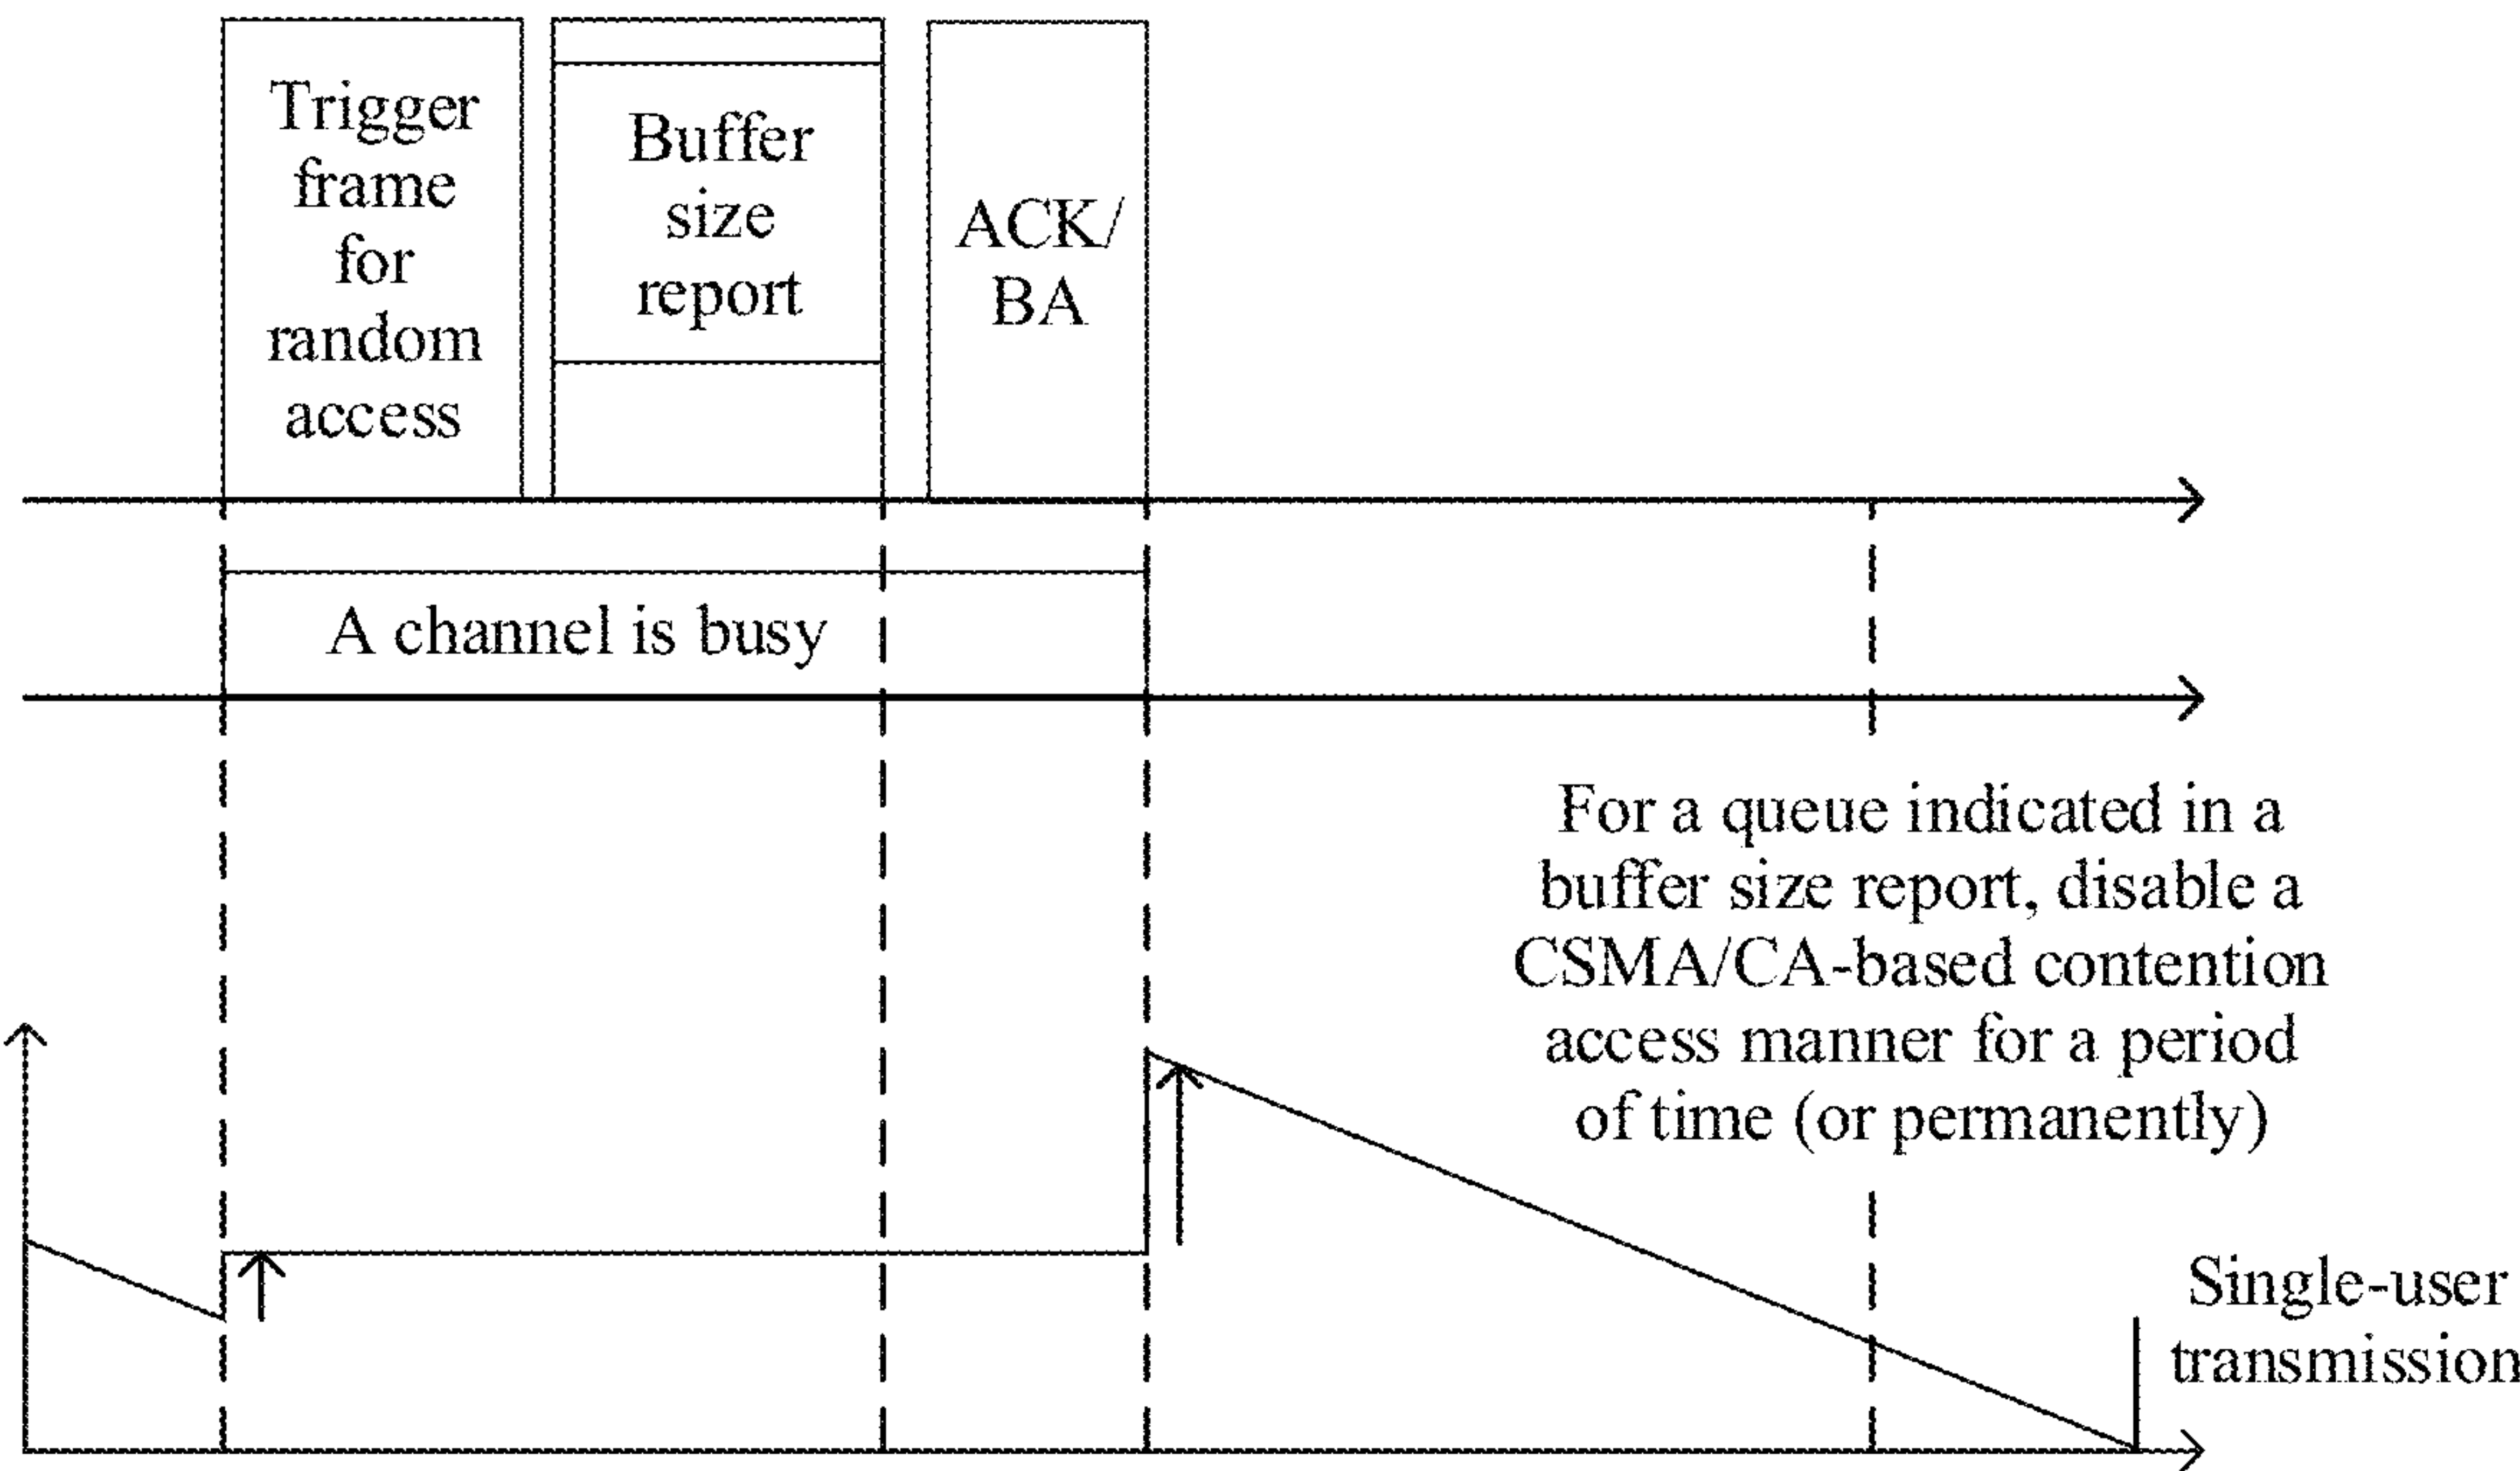 Trigger
frame
for
random
access
Buffer
size
report
ACK/
BA
A channel is busy
For a queue indicated in a
buffer size report, disable a
CSMA/CA-based contention
access manner for a period
of time (or permanently)
Single-user
transmission